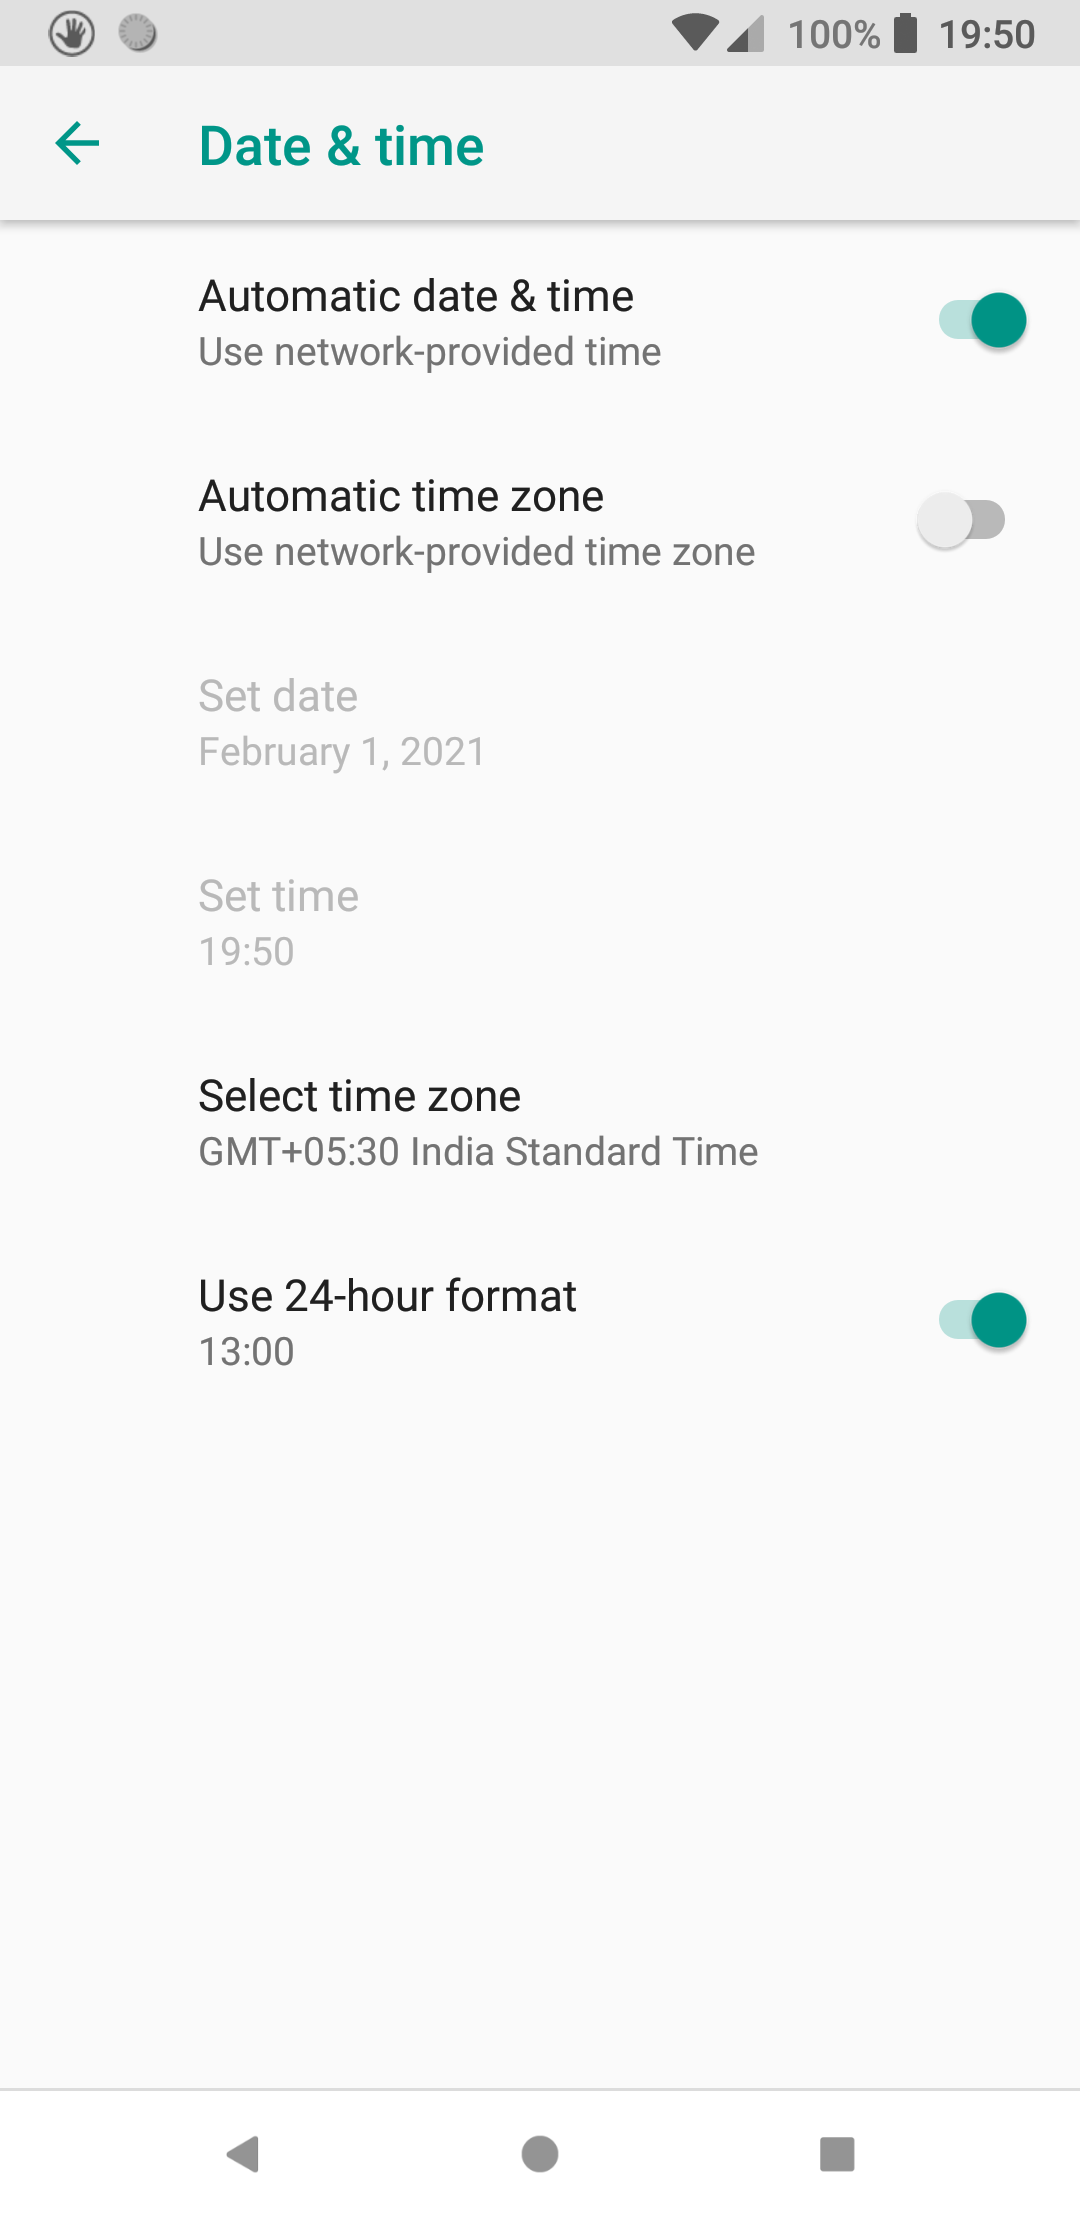 100% 19:50
Date & time
Automatic date & time
Use network-provided time
Automatic time zone
Use network-provided time zone
Set date
February 1, 2021
Set time
19:50
Select time zone
GMT+05:30 India Standard Time
Use 24-hour format
13:00